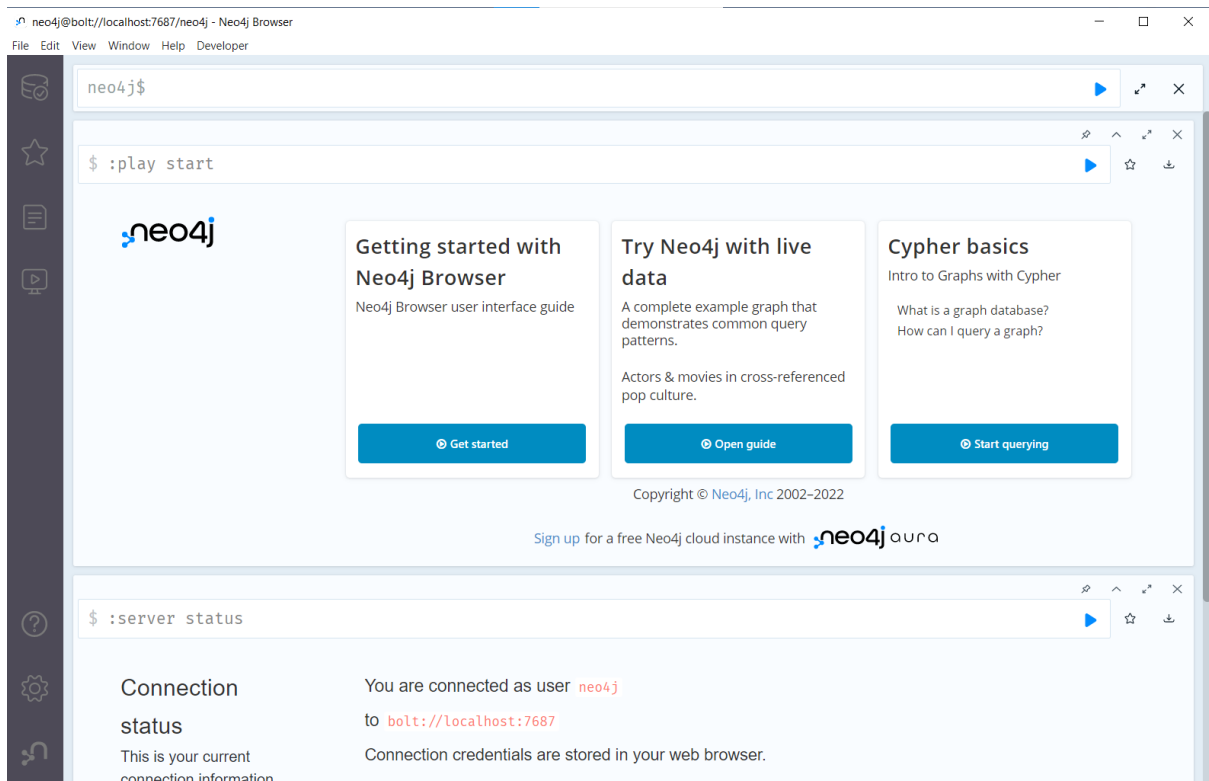 neo4j@bolt://localhost:7687/neo4j - Neo4j Browser
File Edit View Window Help Developer
neo4j$
$ :play start
neo4j
Getting started with
Neo4j Browser
Neo4j Browser user interface guide
Get started
Try Neo4j with live
data
A complete example graph that
demonstrates common query
patterns.
Actors & movies in cross-referenced
pop culture.
Open guide
Cypher basics
Intro to Graphs with Cypher
What is a graph database?
How can I query a graph?
Start querying
Copyright © Neo4j, Inc 2002–2022
Sign up for a free Neo4j cloud instance with neo4j aura
$ :server status
Connection
status
This is your current
connection information
You are connected as user neo4j
to bolt://localhost:7687
Connection credentials are stored in your web browser.